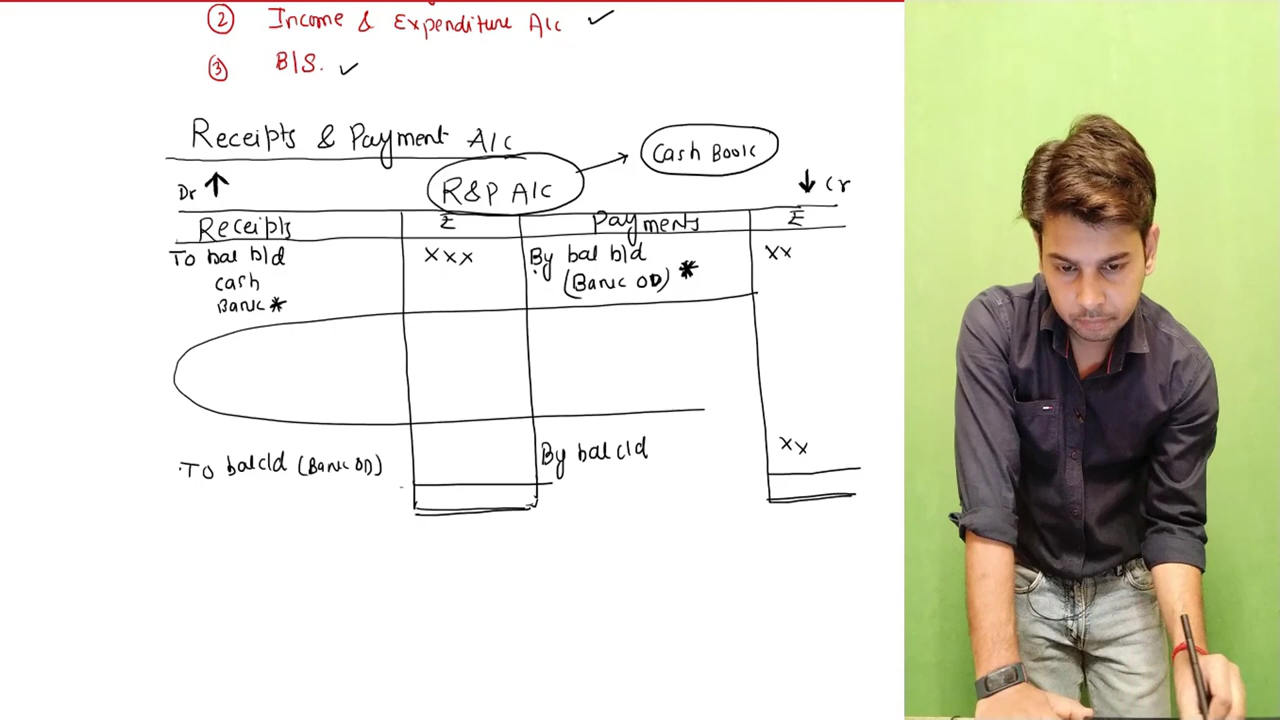 ② Income & Expenditure A/c ✓
③ B/S. ✓
Receipts & Payment A/c
Cash Book
Dr ↑
R&P A/c
↓ Cr
Receipts ₹ Payments ₹
To bal b/d xxx By bal b/d xx
cash (Bank OD) *
Bank *
To bal c/d (Bank OD) By bal c/d xx